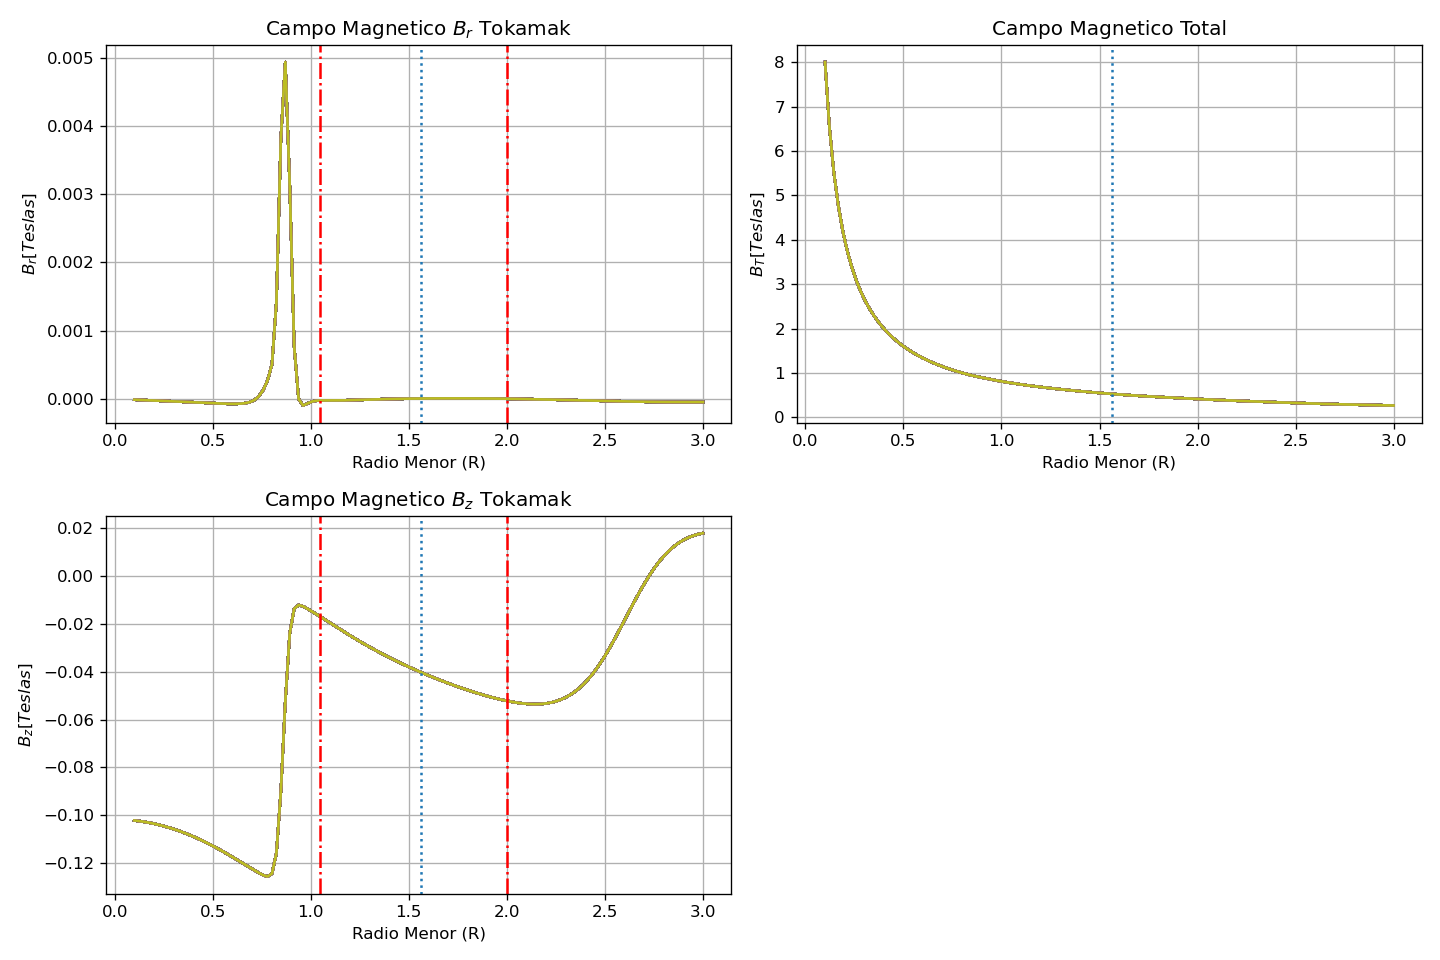 Campo Magnetico B_r Tokamak
0.005
0.004
0.003
0.002
0.001
0.000
B_r[Teslas]
0.0 0.5 1.0 1.5 2.0 2.5 3.0
Radio Menor (R)
Campo Magnetico Total
8
7
6
5
4
3
2
1
0
B_T[Teslas]
0.0 0.5 1.0 1.5 2.0 2.5 3.0
Radio Menor (R)
Campo Magnetico B_z Tokamak
0.02
0.00
−0.02
−0.04
−0.06
−0.08
−0.10
−0.12
B_z[Teslas]
0.0 0.5 1.0 1.5 2.0 2.5 3.0
Radio Menor (R)